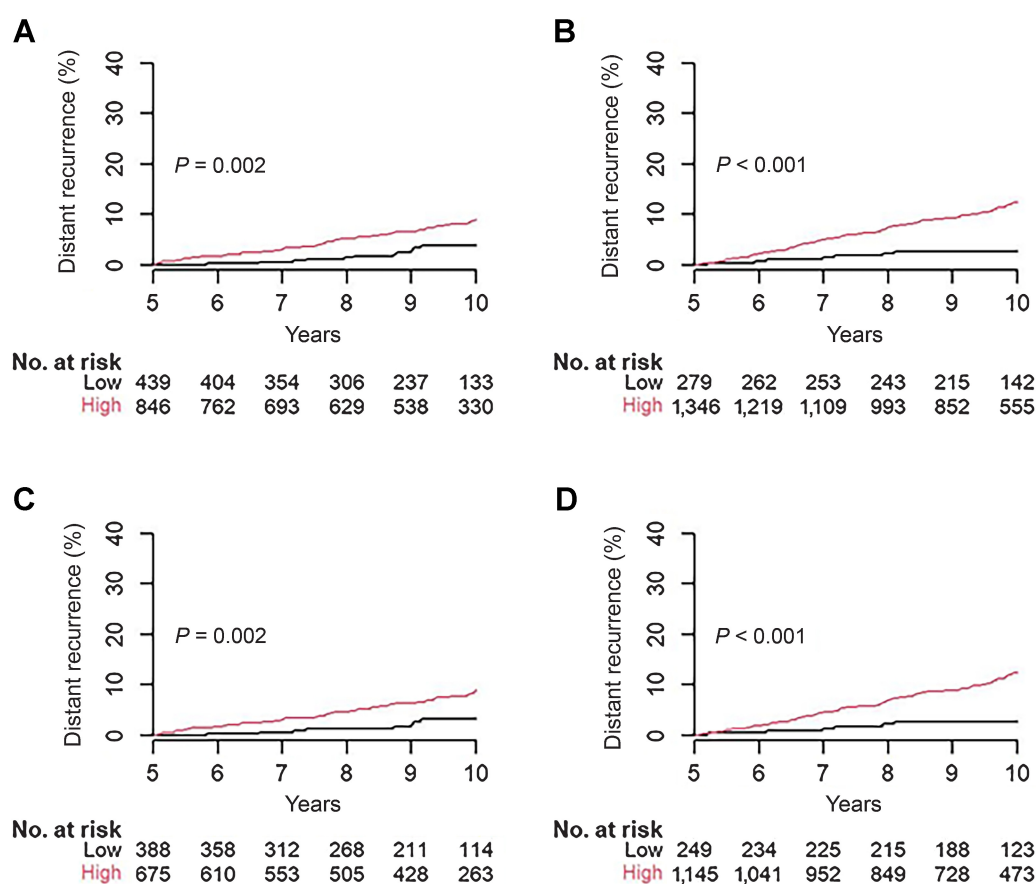 A
Distant recurrence (%)
40
30
20
10
0
P = 0.002
5 6 7 8 9 10
Years
No. at risk
Low 439 404 354 306 237 133
High 846 762 693 629 538 330
B
Distant recurrence (%)
40
30
20
10
0
P < 0.001
5 6 7 8 9 10
Years
No. at risk
Low 279 262 253 243 215 142
High 1,346 1,219 1,109 993 852 555
C
Distant recurrence (%)
40
30
20
10
0
P = 0.002
5 6 7 8 9 10
Years
No. at risk
Low 388 358 312 268 211 114
High 675 610 553 505 428 263
D
Distant recurrence (%)
40
30
20
10
0
P < 0.001
5 6 7 8 9 10
Years
No. at risk
Low 249 234 225 215 188 123
High 1,145 1,041 952 849 728 473